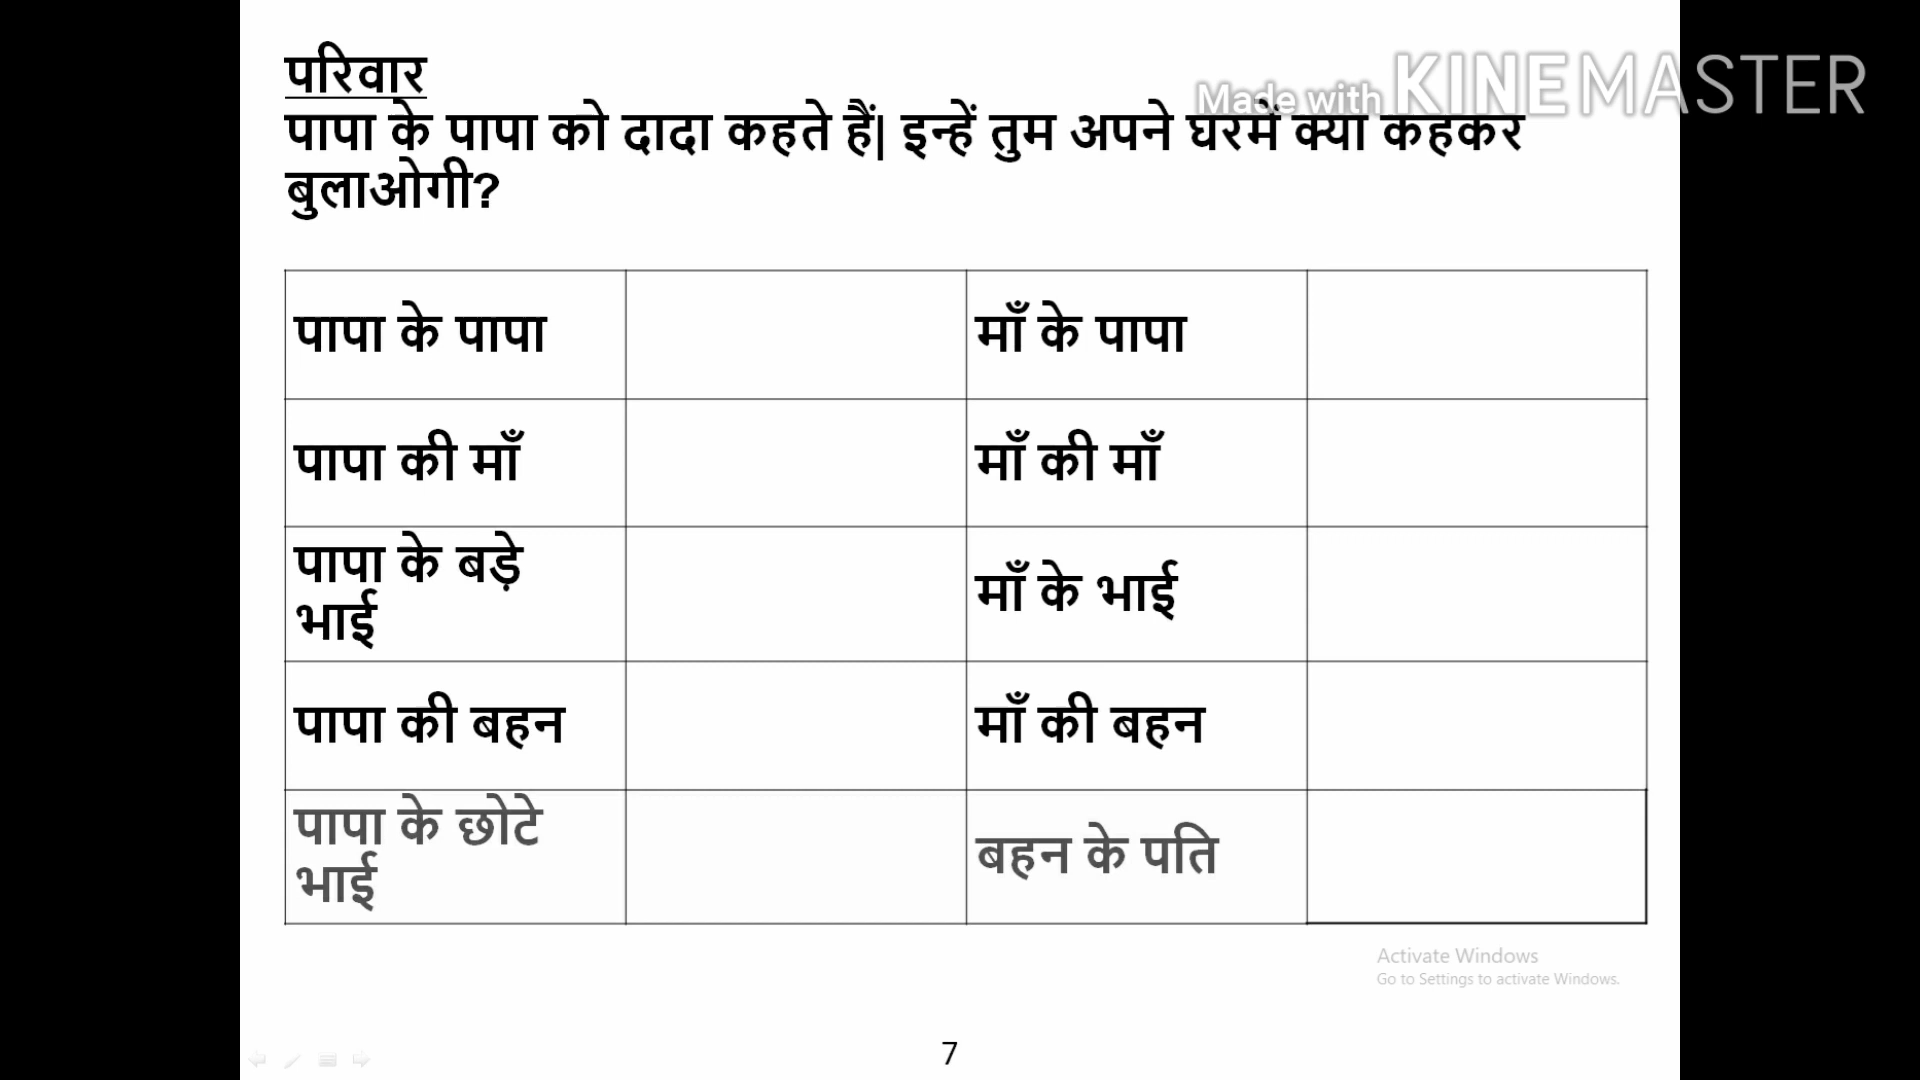 परिवार
Made with KINEMASTER
पापा के पापा को दादा कहते हैं| इन्हें तुम अपने घरमें क्या कहकर
बुलाओगी?
पापा के पापा माँ के पापा
पापा की माँ माँ की माँ
पापा के बड़े
भाई
माँ के भाई
पापा की बहन माँ की बहन
पापा के छोटे
भाई
बहन के पति
Activate Windows
Go to Settings to activate Windows.
7